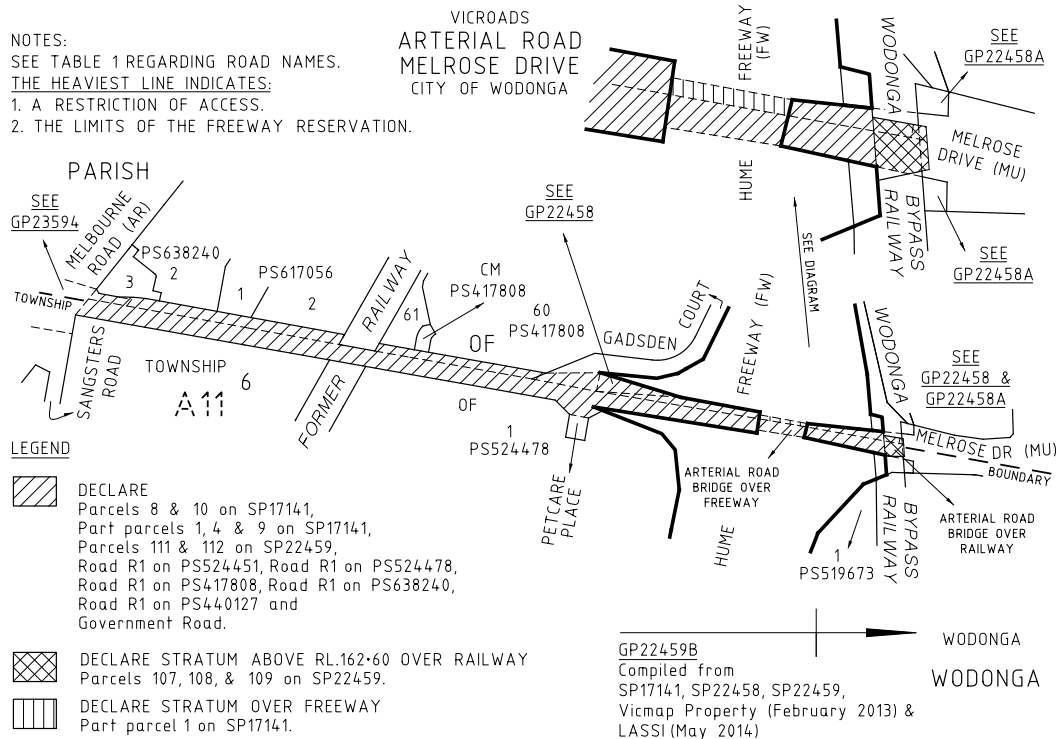 VICROADS
ARTERIAL ROAD
MELROSE DRIVE
CITY OF WODONGA
NOTES:
SEE TABLE 1 REGARDING ROAD NAMES.
THE HEAVIEST LINE INDICATES:
1. A RESTRICTION OF ACCESS.
2. THE LIMITS OF THE FREEWAY RESERVATION.
FREEWAY
(FW)
HUME
WODONGA
BYPASS
RAILWAY
SEE
GP22458A
MELROSE
DRIVE (MU)
SEE
GP22458A
SEE DIAGRAM
PARISH
SEE
GP23594
MELBOURNE
ROAD (AR)
TOWNSHIP
3
PS638240
2
1
PS617056
2
RAILWAY
61
CM
PS417808
OF
60
PS417808
SEE
GP22458
GADSDEN
COURT
FREEWAY (FW)
WODONGA
SEE
GP22458 &
GP22458A
SANGSTERS
ROAD
TOWNSHIP
6
A11
FORMER
OF
1
PS524478
PETCARE
PLACE
ARTERIAL ROAD
BRIDGE OVER
FREEWAY
HUME
MELROSE DR (MU)
BOUNDARY
BYPASS
RAILWAY
ARTERIAL ROAD
BRIDGE OVER
RAILWAY
1
PS519673
LEGEND
DECLARE
Parcels 8 & 10 on SP17141,
Part parcels 1, 4 & 9 on SP17141,
Parcels 111 & 112 on SP22459,
Road R1 on PS524451, Road R1 on PS524478,
Road R1 on PS417808, Road R1 on PS638240,
Road R1 on PS440127 and
Government Road.
DECLARE STRATUM ABOVE RL.162•60 OVER RAILWAY
Parcels 107, 108, & 109 on SP22459.
DECLARE STRATUM OVER FREEWAY
Part parcel 1 on SP17141.
GP22459B
Compiled from
SP17141, SP22458, SP22459,
Vicmap Property (February 2013) &
LASSI (May 2014)
WODONGA
WODONGA